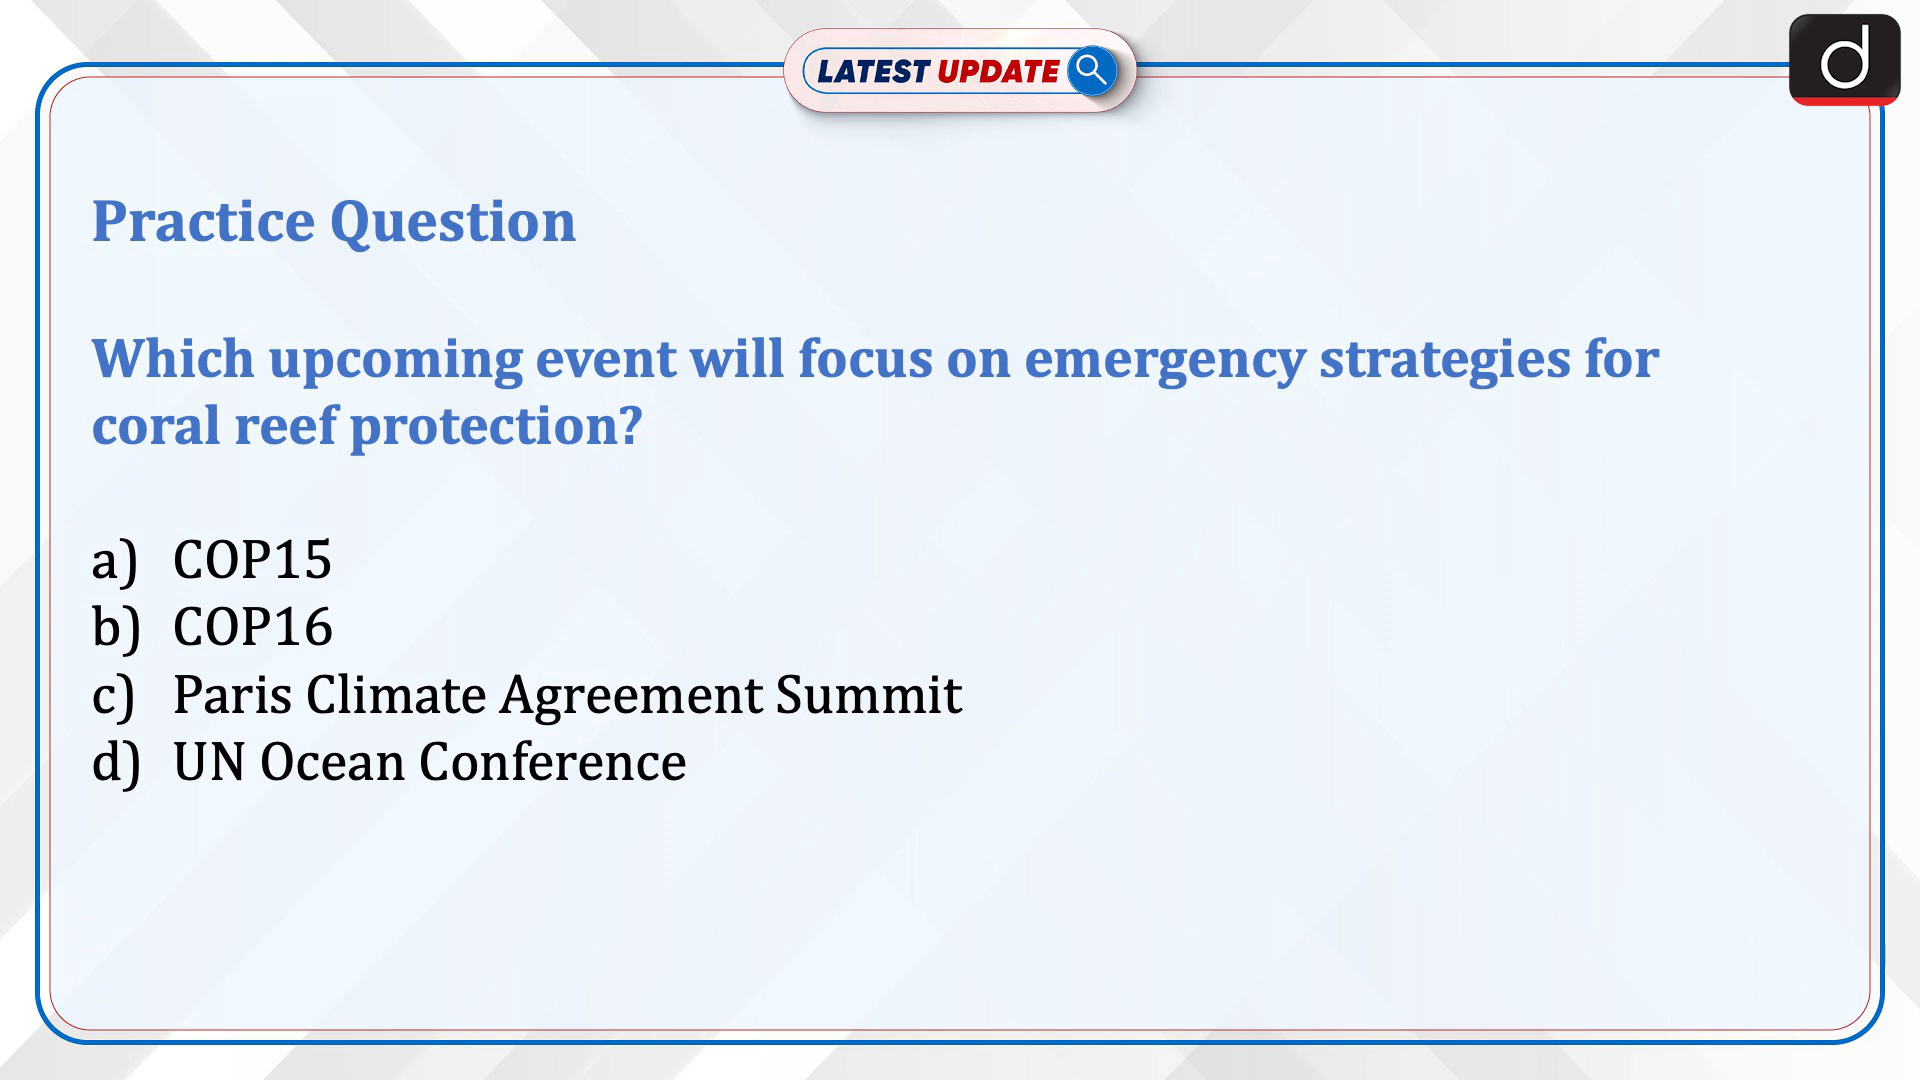 LATEST UPDATE
d
Practice Question
Which upcoming event will focus on emergency strategies for
coral reef protection?
a) COP15
b) COP16
c) Paris Climate Agreement Summit
d) UN Ocean Conference